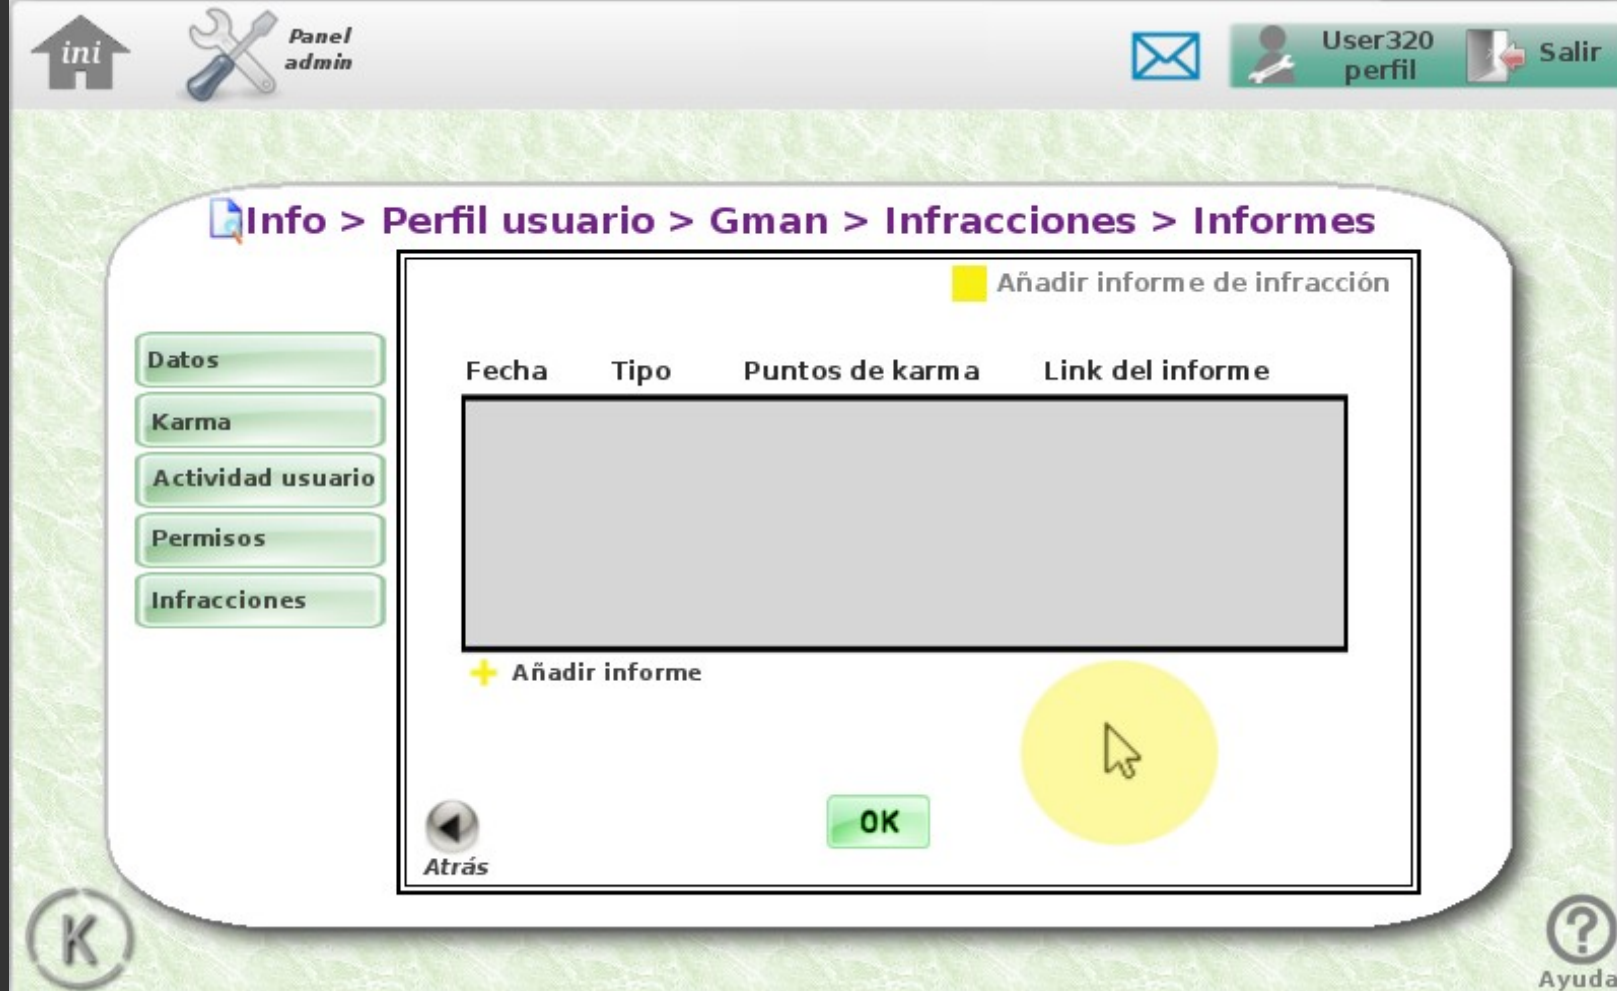 ini
Panel
admin
User320
perfil
Salir
Info > Perfil usuario > Gman > Infracciones > Informes
Añadir informe de infracción
Datos
Karma
Actividad usuario
Permisos
Infracciones
Fecha Tipo Puntos de karma Link del informe
+ Añadir informe
OK
Atrás
K
?
Ayuda